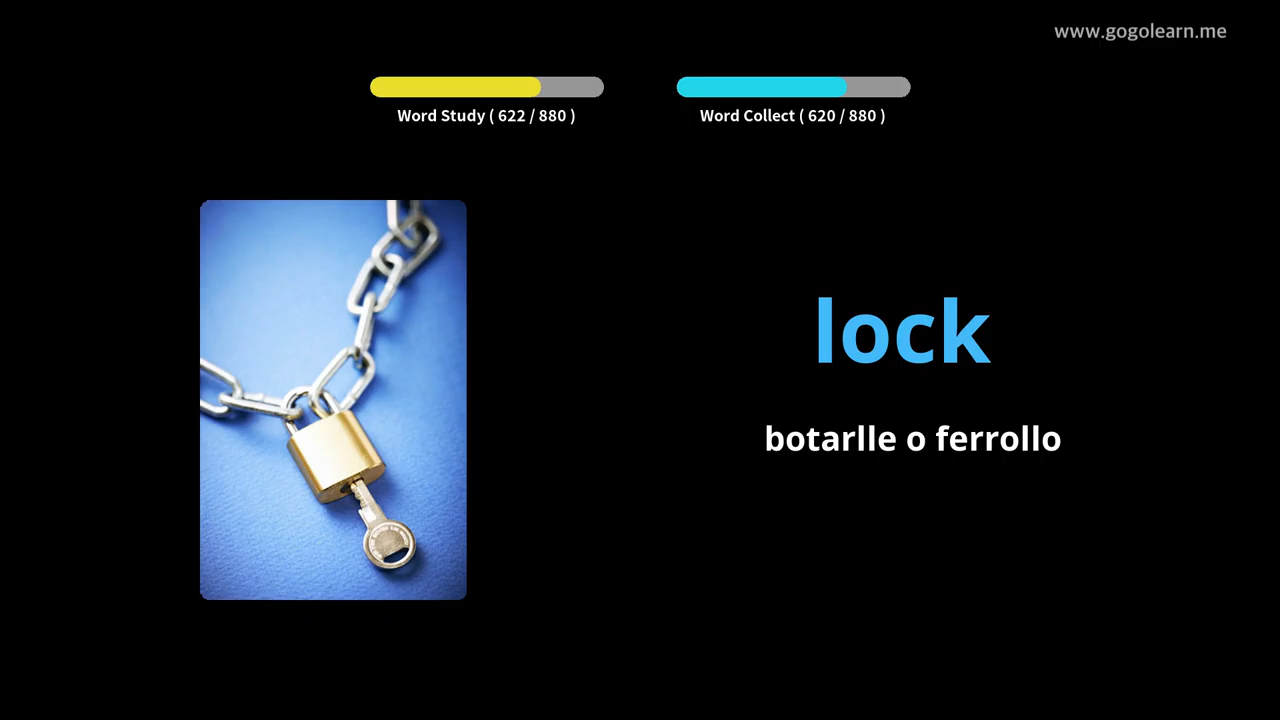 www.gogolearn.me
Word Study ( 622 / 880 )
Word Collect ( 620 / 880 )
lock
botarlle o ferrollo